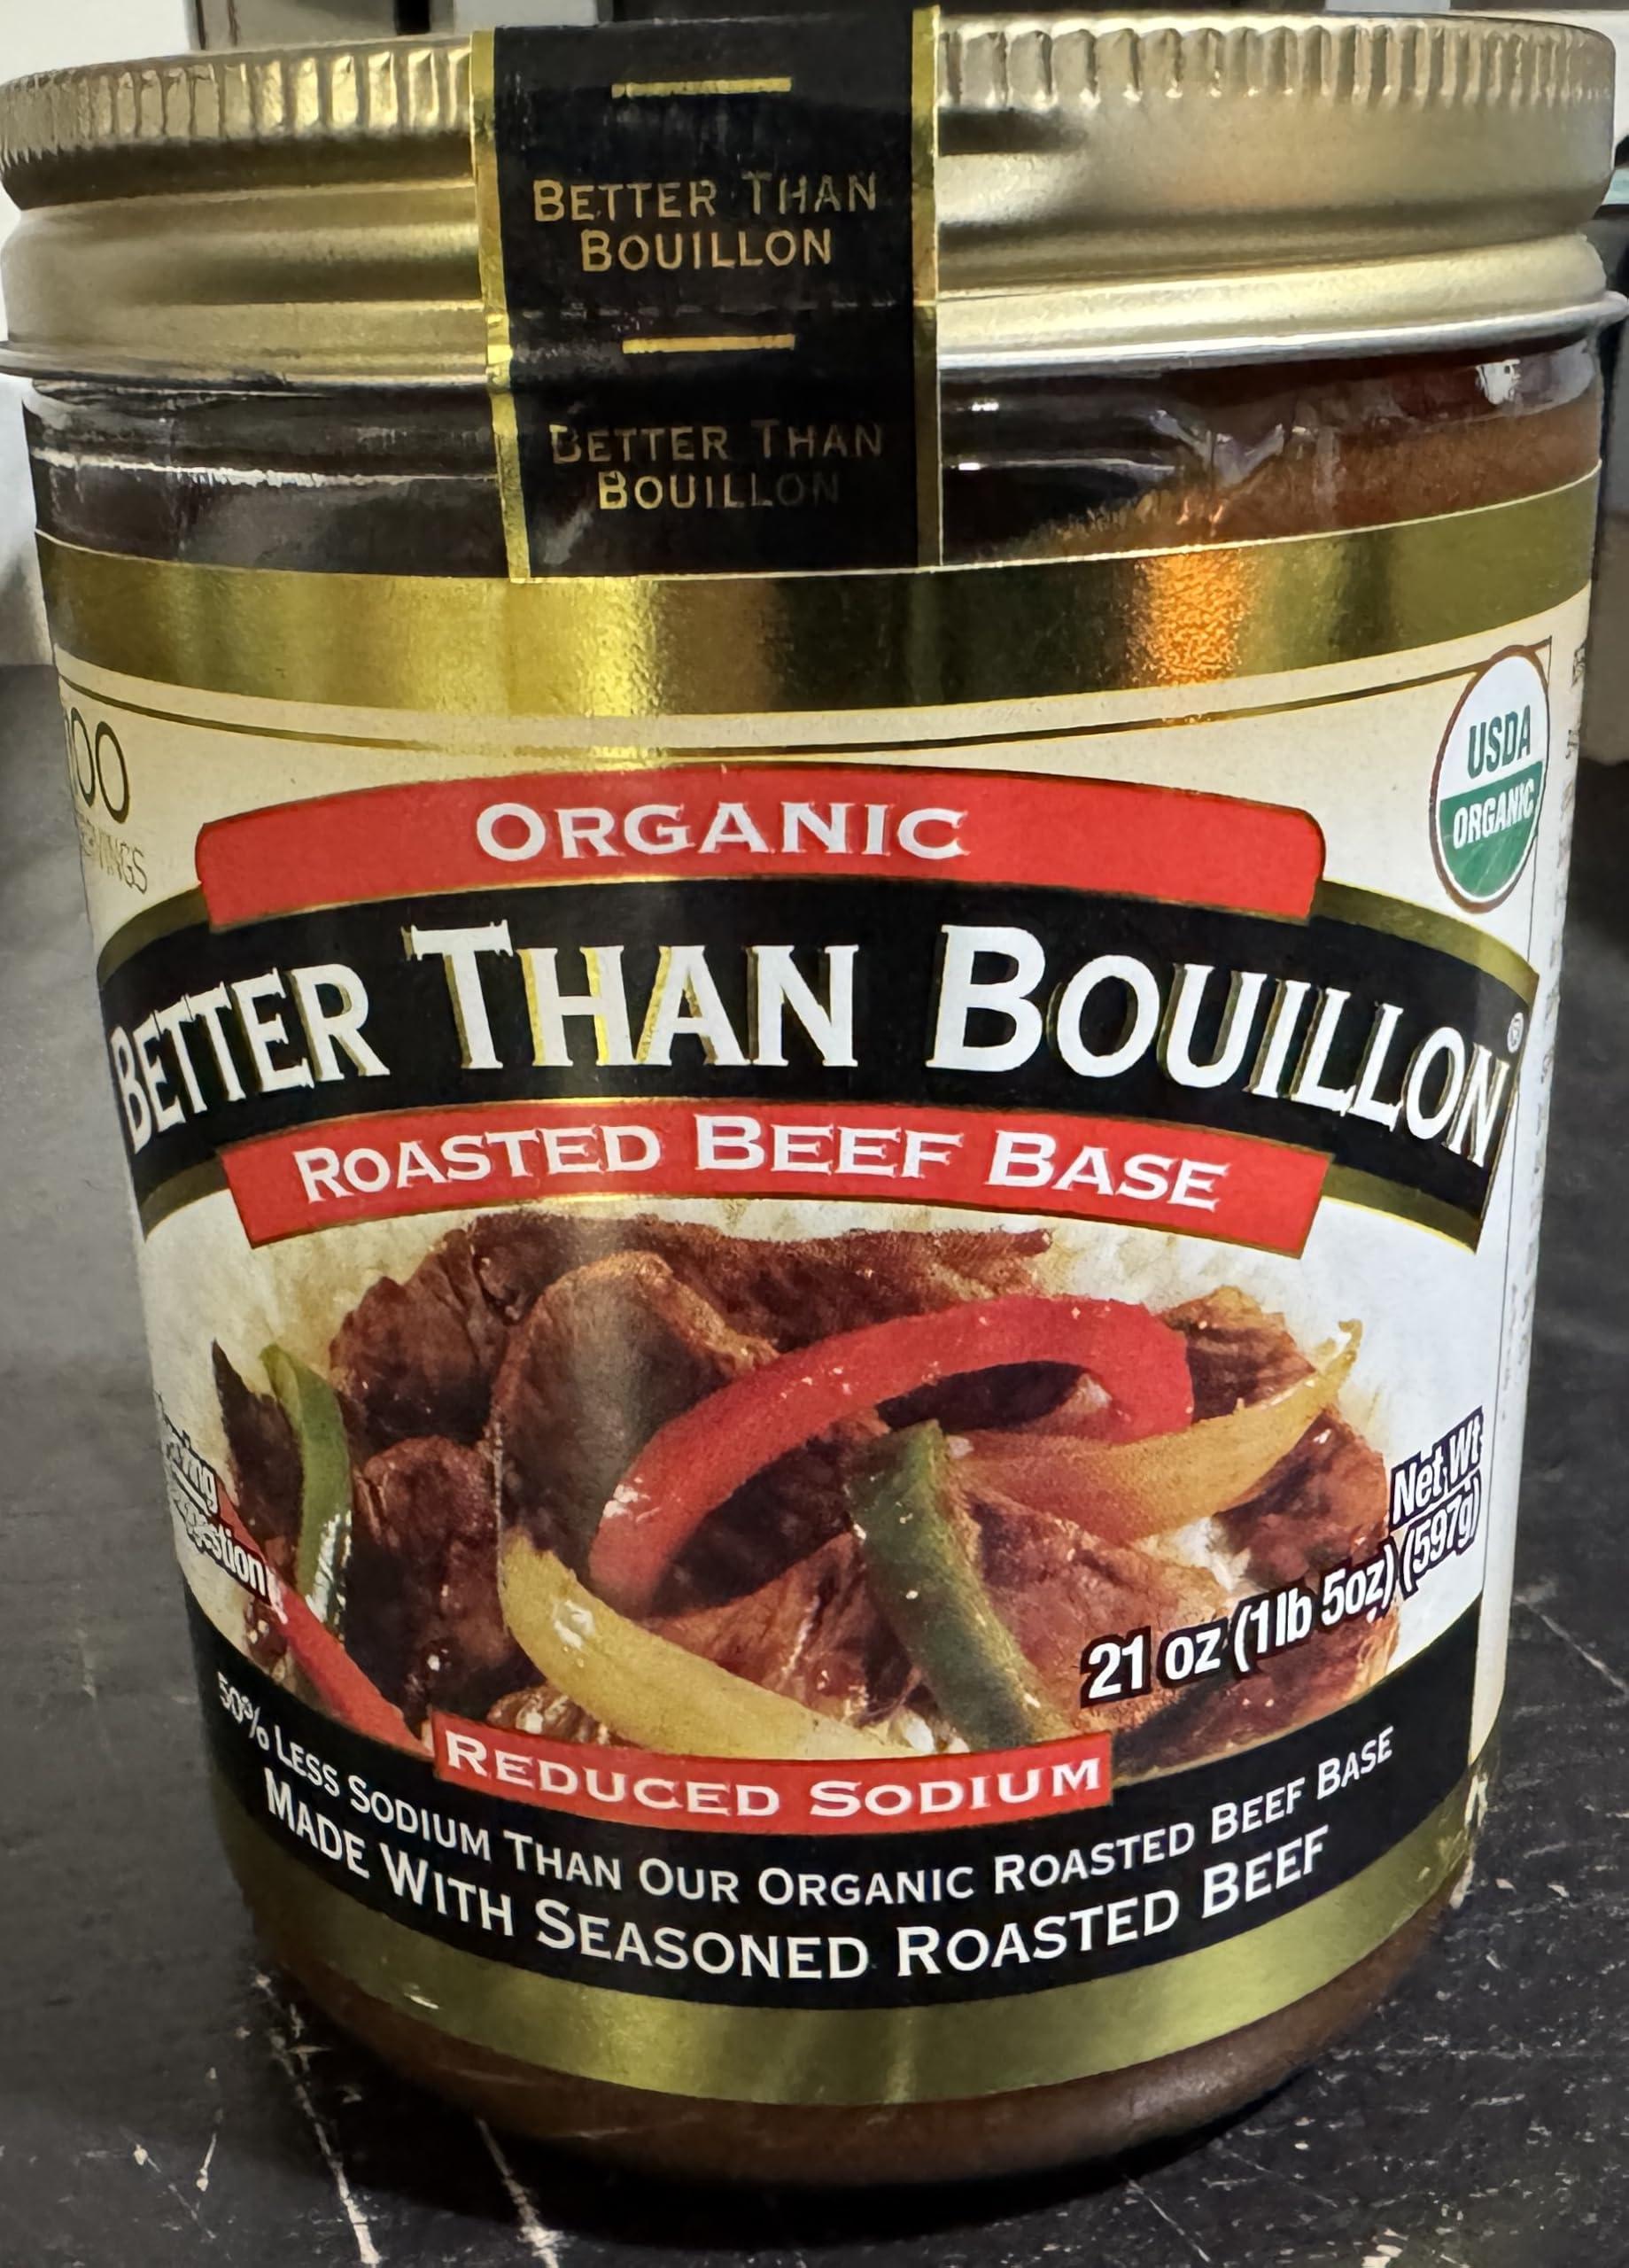 BETTER THAN
BOUILLON
BETTER THAN
BOUILLON
USDA
ORGANIC
ORGANIC
BETTER THAN BOUILLON®
ROASTED BEEF BASE
Net Wt
21 oz (1lb 5oz) (597g)
REDUCED SODIUM
50% LESS SODIUM THAN OUR ORGANIC ROASTED BEEF BASE
MADE WITH SEASONED ROASTED BEEF